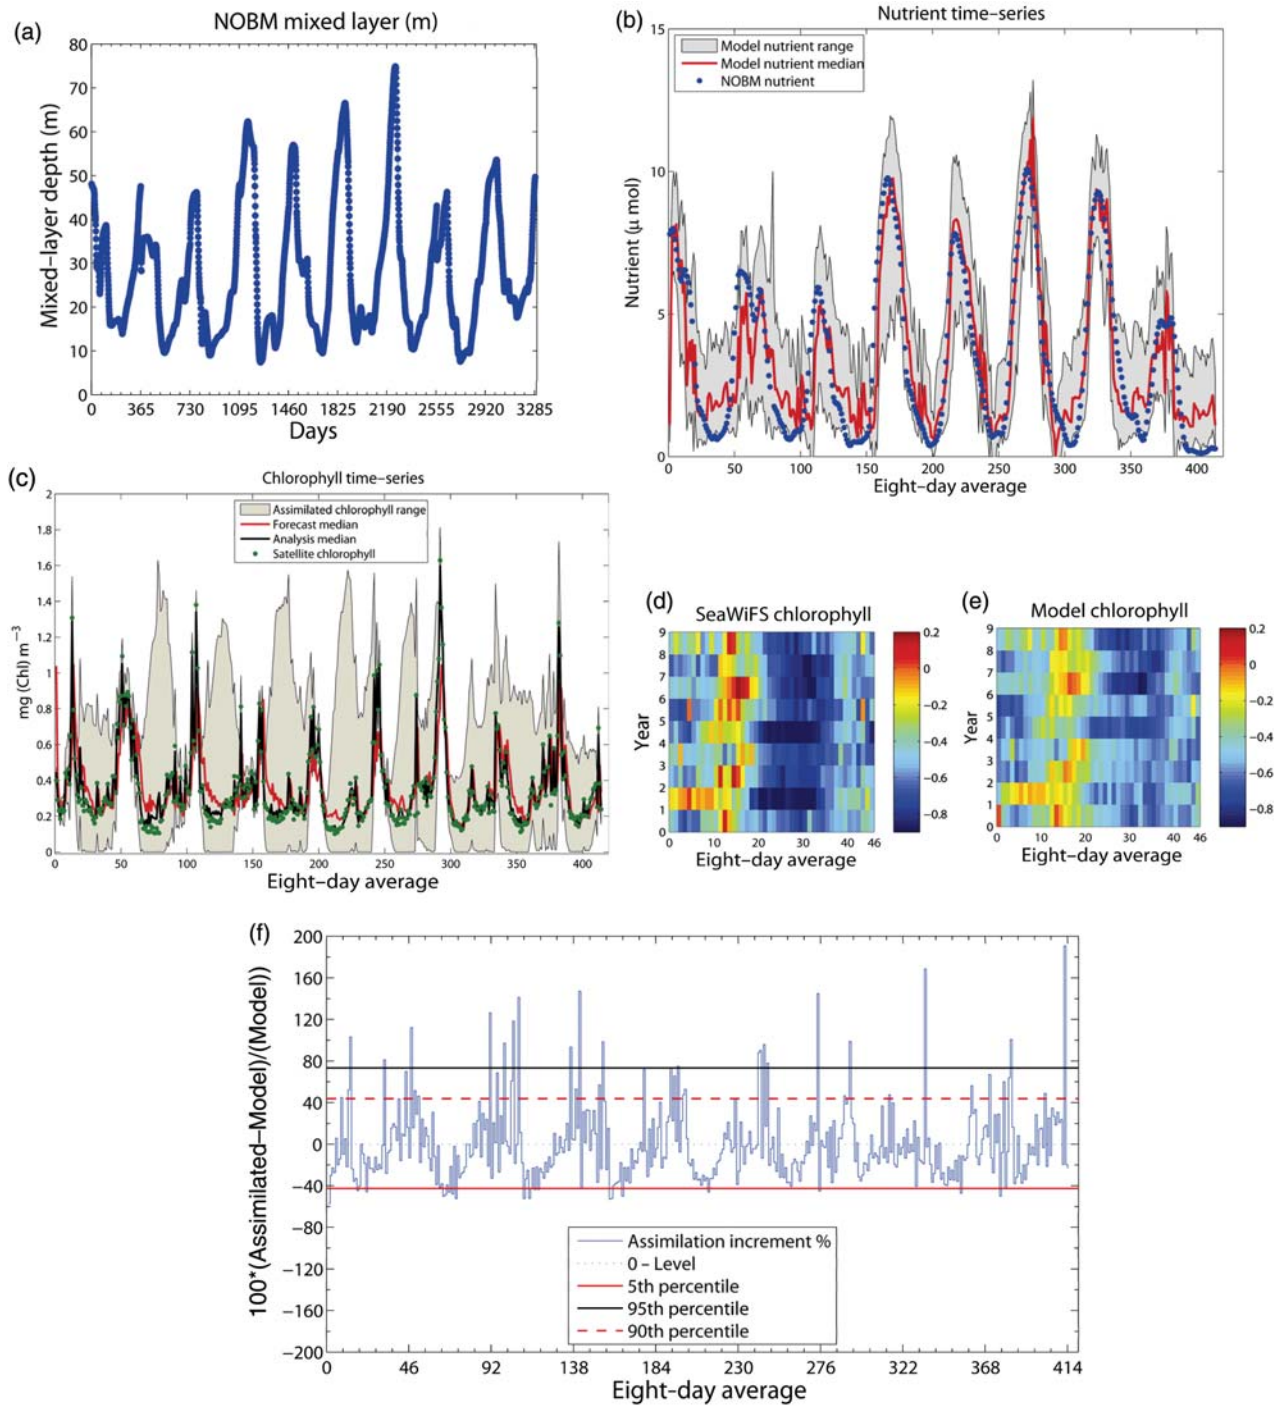 (a)
NOBM mixed layer (m)
Mixed–layer depth (m)
80
70
60
50
40
30
20
10
0
0 365 730 1095 1460 1825 2190 2555 2920 3285
Days
(b)
Nutrient time–series
Nutrient (μ mol)
15
10
5
0
Model nutrient range
Model nutrient median
NOBM nutrient
0 50 100 150 200 250 300 350 400
Eight–day average
(c)
Chlorophyll time–series
mg (Chl) m⁻³
2
1.8
1.6
1.4
1.2
1
0.8
0.6
0.4
0.2
0
Assimilated chlorophyll range
Forecast median
Analysis median
Satellite chlorophyll
0 50 100 150 200 250 300 350 400
Eight–day average
(d)
SeaWiFS chlorophyll
Year
9
8
7
6
5
4
3
2
1
0
0 10 20 30 40 46
Eight–day average
0.2
0
−0.2
−0.4
−0.6
−0.8
(e)
Model chlorophyll
Year
9
8
7
6
5
4
3
2
1
0
0 10 20 30 40 46
Eight–day average
0.2
0
−0.2
−0.4
−0.6
−0.8
(f)
100*(Assimilated–Model)/(Model))
200
160
120
80
40
0
−40
−80
−120
−160
−200
Assimilation increment %
0 – Level
5th percentile
95th percentile
90th percentile
0 46 92 138 184 230 276 322 368 414
Eight–day average